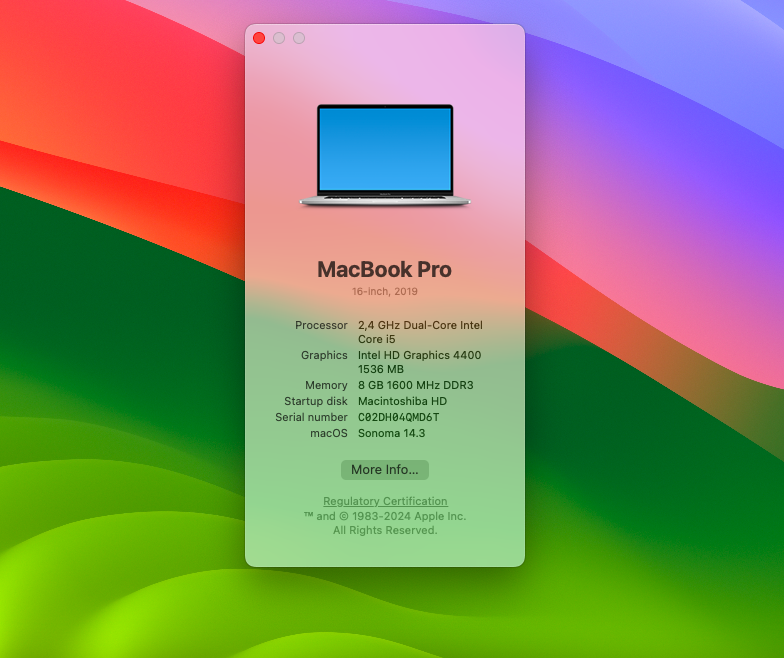 MacBook Pro
16-inch, 2019
Processor 2,4 GHz Dual-Core Intel
Core i5
Graphics Intel HD Graphics 4400
1536 MB
Memory 8 GB 1600 MHz DDR3
Startup disk Macintoshiba HD
Serial number C02DH04QMD6T
macOS Sonoma 14.3
More Info...
Regulatory Certification
™ and © 1983-2024 Apple Inc.
All Rights Reserved.